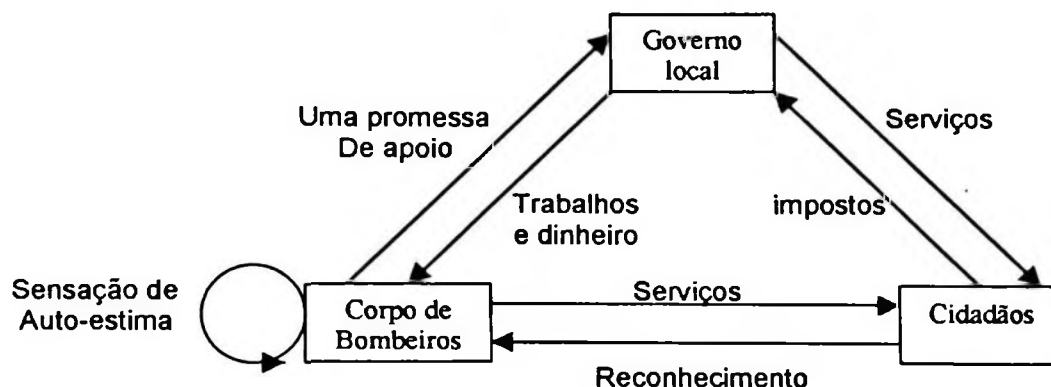 Governo
local
Uma promessa
De apoio
Serviços
Trabalhos
e dinheiro
impostos
Sensação de
Auto-estima
Corpo de
Bombeiros
Serviços
Cidadãos
Reconhecimento